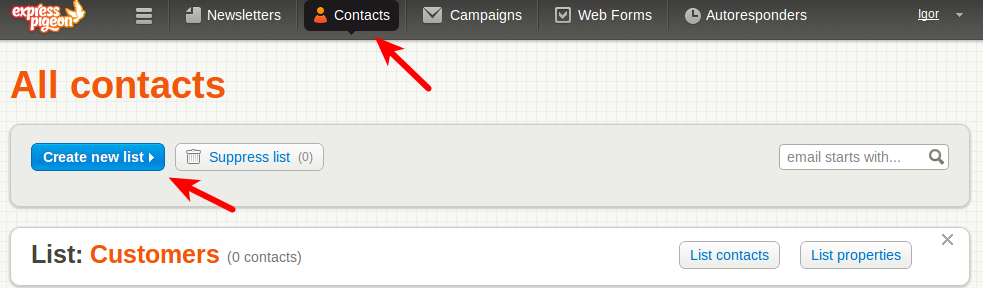 express
pigeon
Newsletters
Contacts
Campaigns
Web Forms
Autoresponders
Igor
All contacts
Create new list
Suppress list (0)
email starts with...
List: Customers (0 contacts)
List contacts
List properties